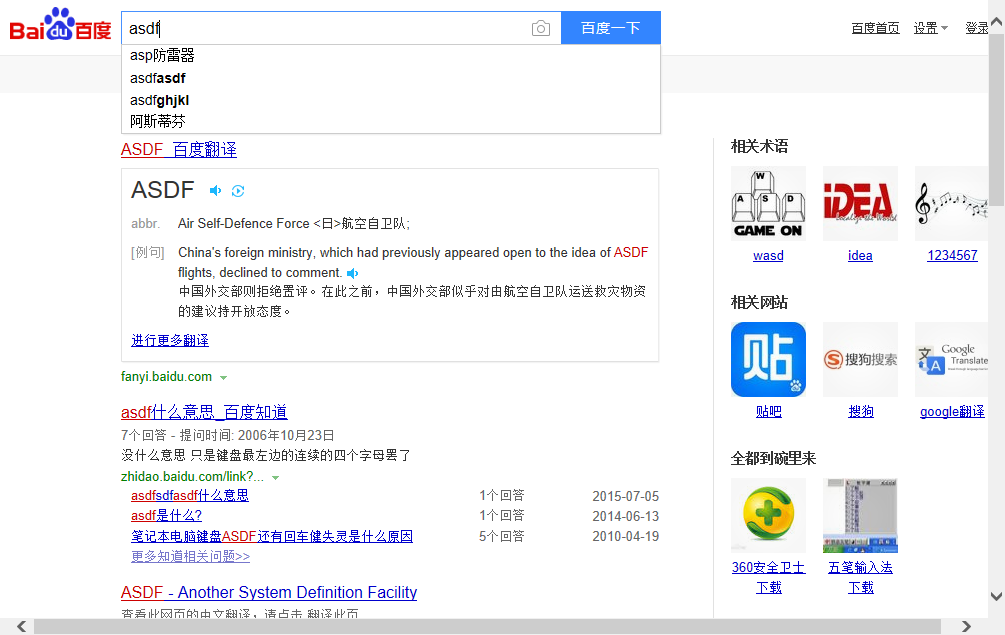 Bai du 百度
asdf
百度一下
百度首页 设置 登录
asp防雷器
asdfasdf
asdfghjkl
阿斯蒂芬
ASDF_百度翻译
ASDF
abbr. Air Self-Defence Force <日>航空自卫队;
[例句] China's foreign ministry, which had previously appeared open to the idea of ASDF
flights, declined to comment.
中国外交部则拒绝置评。在此之前，中国外交部似乎对由航空自卫队运送救灾物资
的建议持开放态度。
进行更多翻译
fanyi.baidu.com
asdf什么意思_百度知道
7个回答 - 提问时间: 2006年10月23日
没什么意思 只是键盘最左边的连续的四个字母罢了
zhidao.baidu.com/link?...
asdfsdfasdf什么意思 1个回答 2015-07-05
asdf是什么? 1个回答 2014-06-13
笔记本电脑键盘ASDF还有回车健失灵是什么原因 5个回答 2010-04-19
更多知道相关问题>>
ASDF - Another System Definition Facility
查看此网页的中文翻译，请点击 翻译此页
相关术语
W
A S D
GAME ON
iDEA
wasd idea 1234567
相关网站
贴
S 搜狗搜索
文 A Google
Translate
贴吧 搜狗 google翻译
全都到碗里来
360安全卫士
下载
五笔输入法
下载